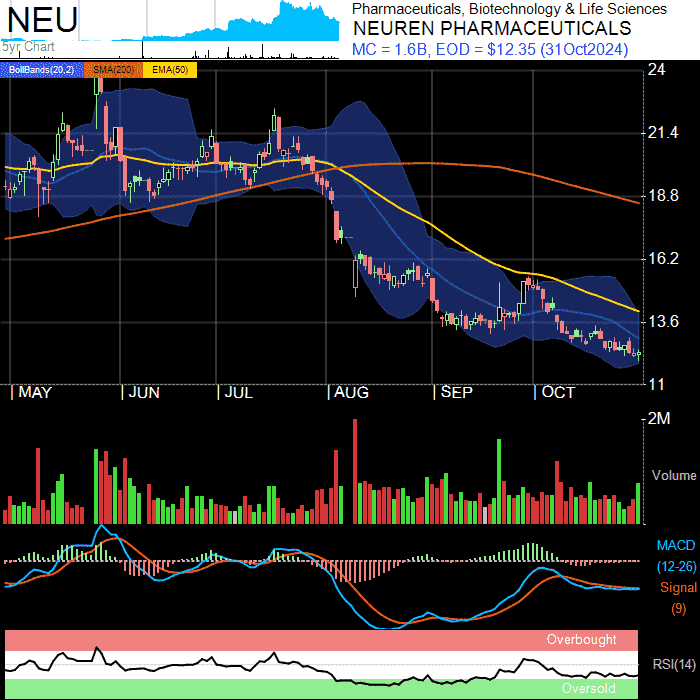 NEU
5yr Chart
Pharmaceuticals, Biotechnology & Life Sciences
NEUREN PHARMACEUTICALS
MC = 1.6B, EOD = $12.35 (31Oct2024)
BollBands(20,2) SMA(200) EMA(50)
24
21.4
18.8
16.2
13.6
11
MAY JUN JUL AUG SEP OCT
2M
Volume
MACD
(12-26)
Signal
(9)
Overbought
RSI(14)
Oversold